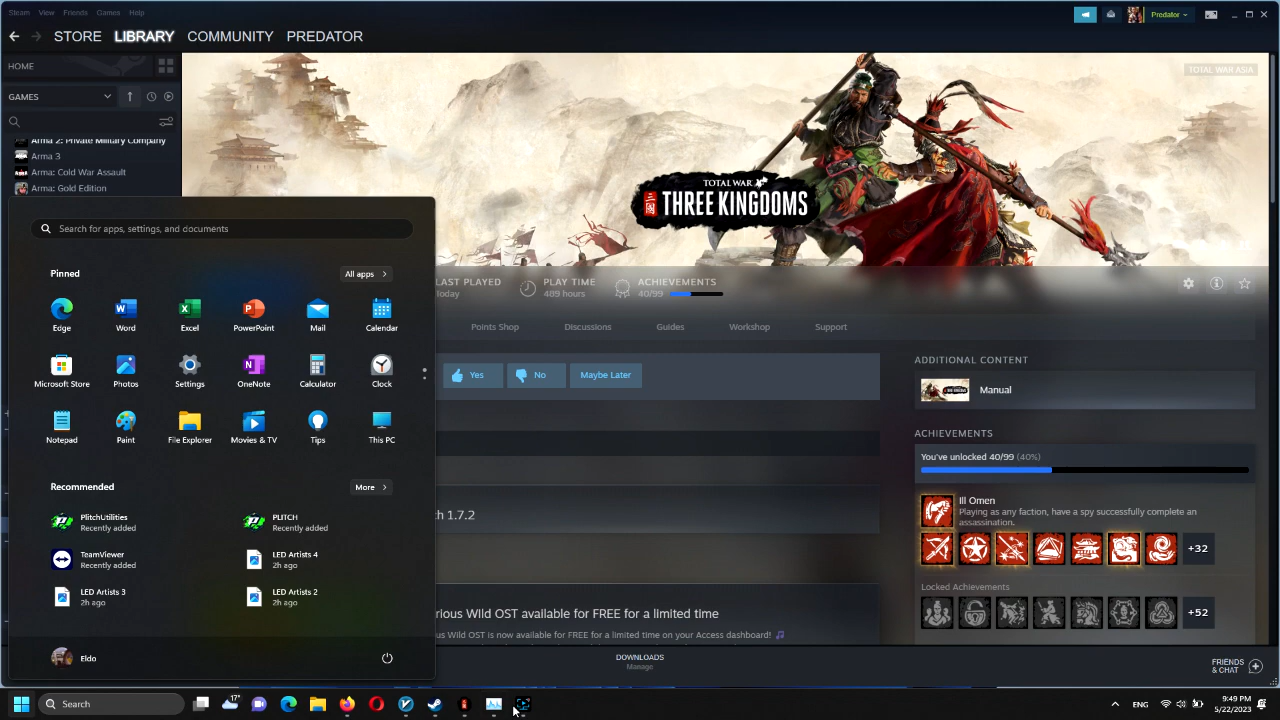 Steam View Friends Games Help
Predator
STORE LIBRARY COMMUNITY PREDATOR
HOME
GAMES
Arma 2: Private Military Company
Arma 3
Arma: Cold War Assault
Arma: Gold Edition
TOTAL WAR ASIA
TOTAL WAR
THREE KINGDOMS
Search for apps, settings, and documents
Pinned
All apps
Edge
Word
Excel
PowerPoint
Mail
Calendar
Microsoft Store
Photos
Settings
OneNote
Calculator
Clock
Notepad
Paint
File Explorer
Movies & TV
Tips
This PC
Recommended
More
PlitchUtilities
Recently added
PLITCH
Recently added
TeamViewer
Recently added
LED Artists 4
2h ago
LED Artists 3
2h ago
LED Artists 2
2h ago
Eldo
LAST PLAYED
Today
PLAY TIME
489 hours
ACHIEVEMENTS
40/99
Points Shop
Discussions
Guides
Workshop
Support
Yes
No
Maybe Later
h 1.7.2
rious Wild OST available for FREE for a limited time
us Wild OST is now available for FREE for a limited time on your Access dashboard!
ADDITIONAL CONTENT
Manual
ACHIEVEMENTS
You've unlocked 40/99 (40%)
Ill Omen
Playing as any faction, have a spy successfully complete an
assassination.
+32
Locked Achievements
+52
DOWNLOADS
Manage
FRIENDS
& CHAT
Search
17°
ENG
9:49 PM
5/22/2023